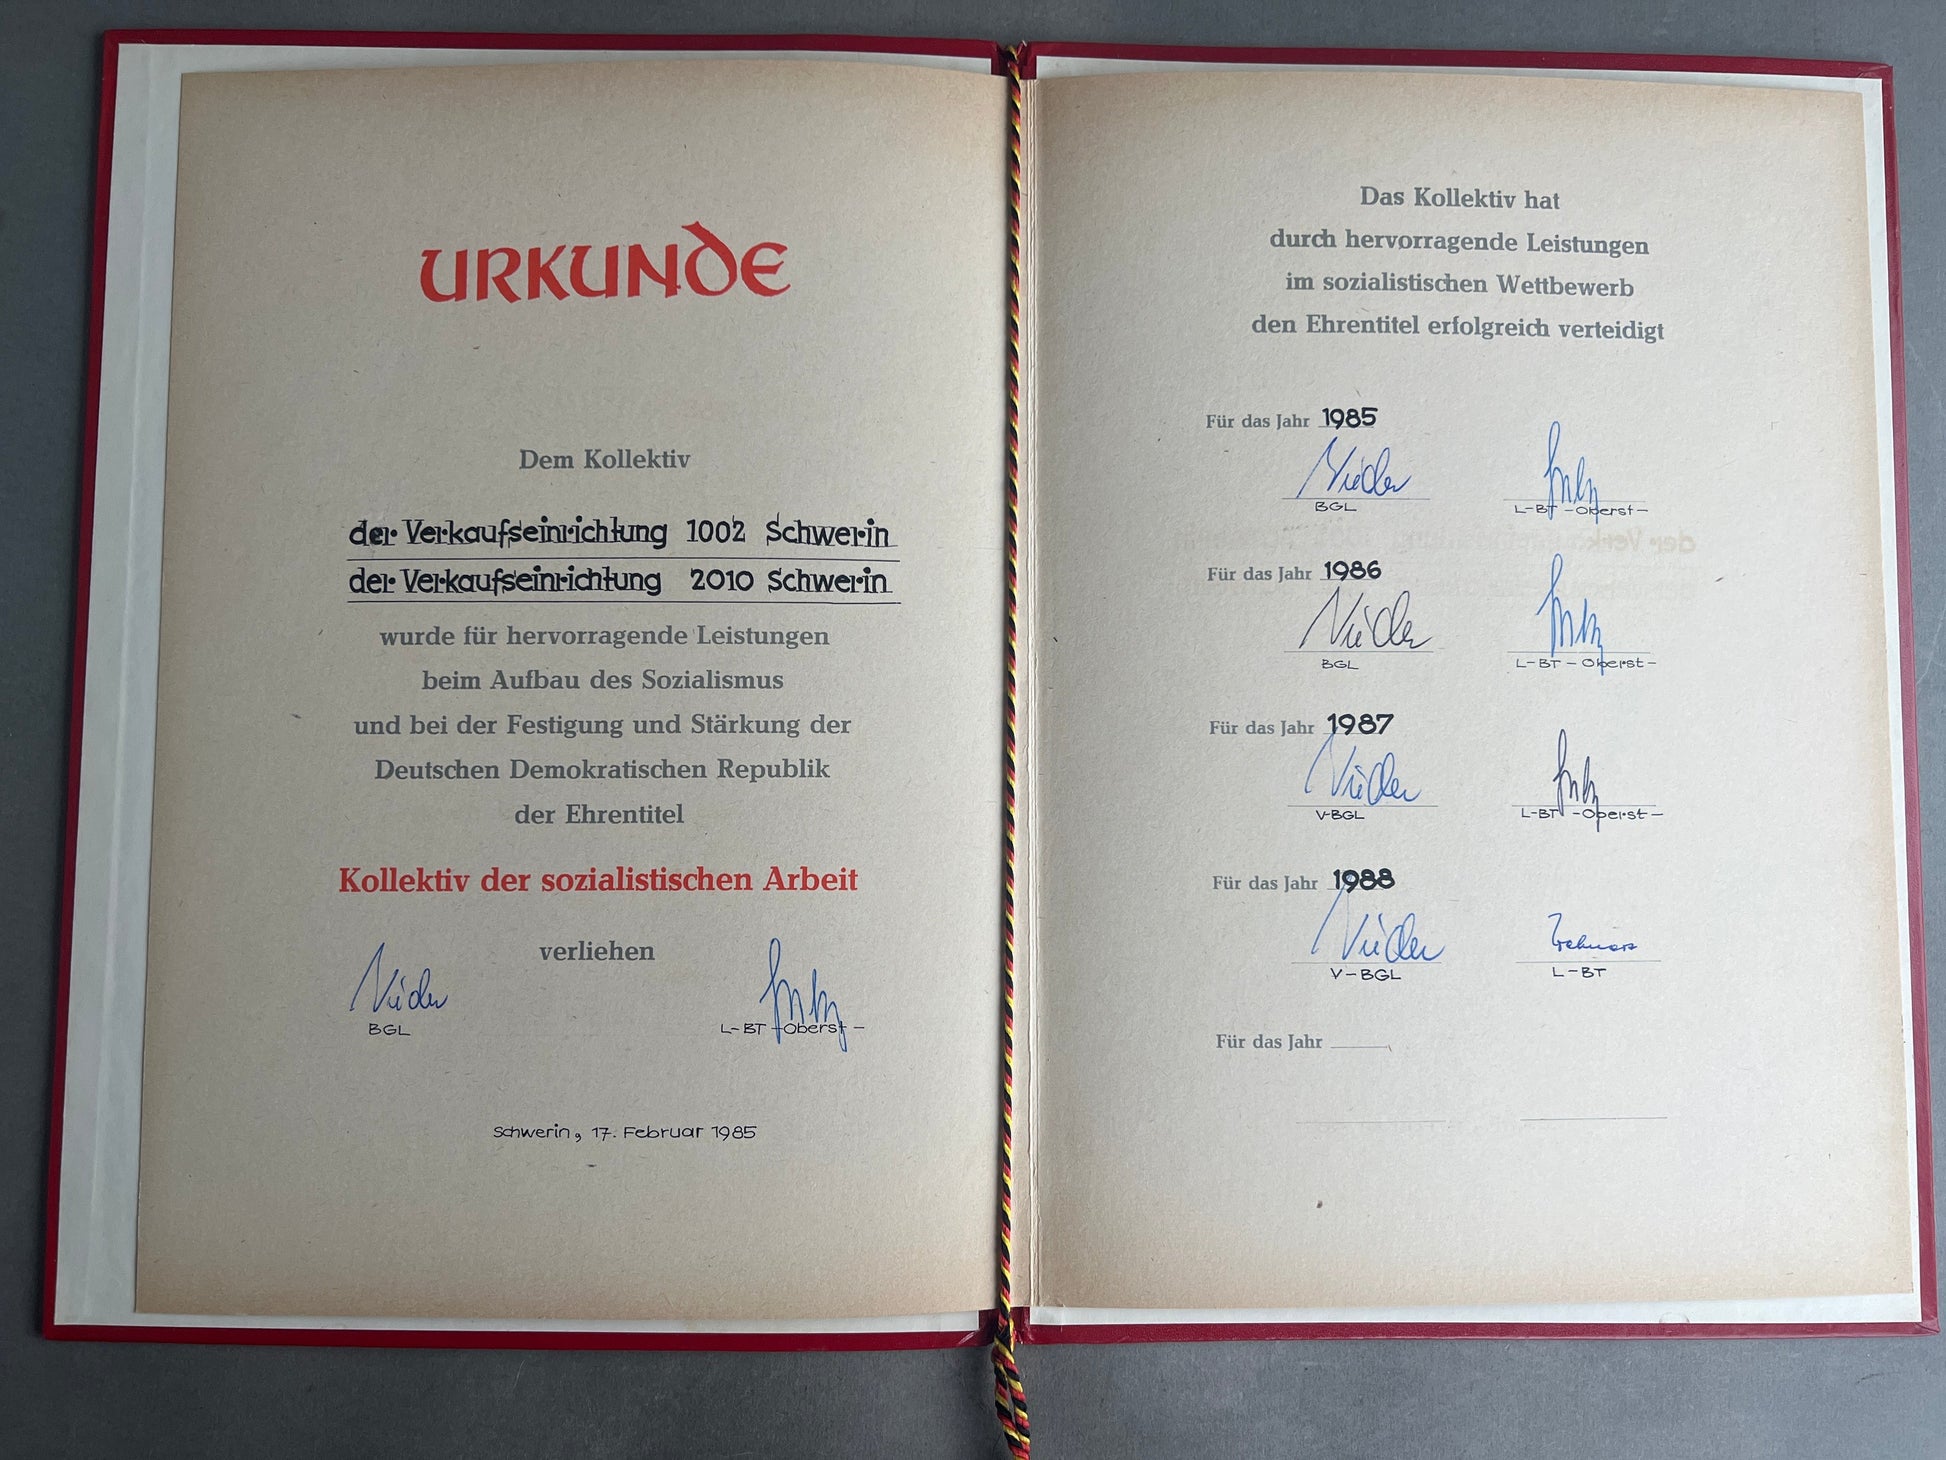 URKUNDE
Dem Kollektiv
der Verkaufseinrichtung 1002 Schwerin
der Verkaufseinrichtung 2010 Schwerin
wurde für hervorragende Leistungen
beim Aufbau des Sozialismus
und bei der Festigung und Stärkung der
Deutschen Demokratischen Republik
der Ehrentitel
Kollektiv der sozialistischen Arbeit
verliehen
BGL L-BT -Oberst-
Schwerin, 17. Februar 1985
Das Kollektiv hat
durch hervorragende Leistungen
im sozialistischen Wettbewerb
den Ehrentitel erfolgreich verteidigt
Für das Jahr 1985
BGL L-BT -Oberst-
Für das Jahr 1986
BGL L-BT -Oberst-
Für das Jahr 1987
V-BGL L-BT -Oberst-
Für das Jahr 1988
V-BGL L-BT
Für das Jahr